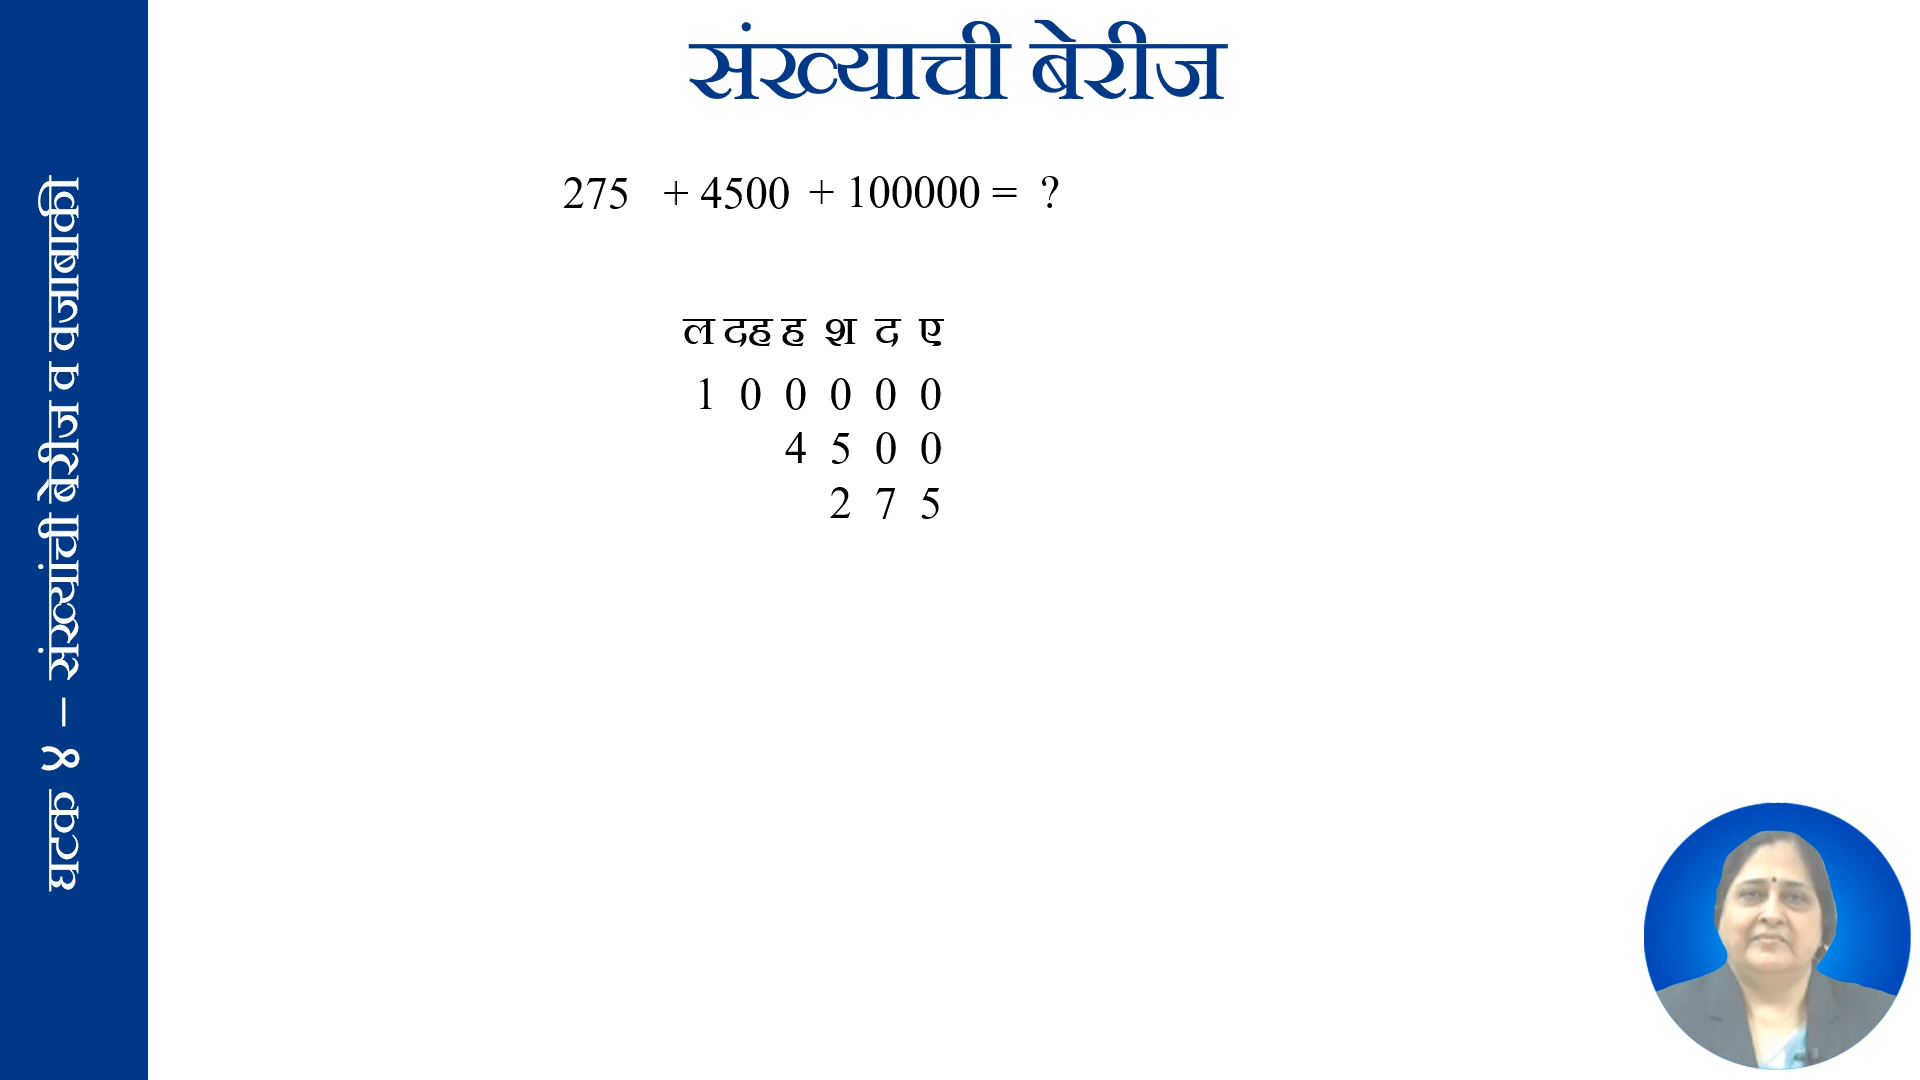 संख्याची बेरीज
275 + 4500 + 100000 = ?
ल दह ह श द ए
1 0 0 0 0 0
4 5 0 0
2 7 5
घटक ४ – संख्यांची बेरीज व वजाबाकी